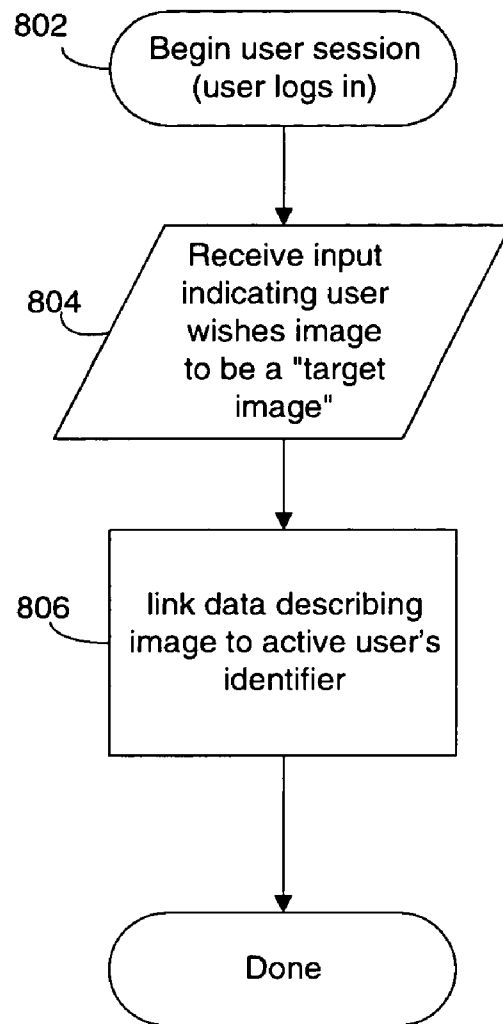 802
Begin user session
(user logs in)
804
Receive input
indicating user
wishes image
to be a "target
image"
806
link data describing
image to active user's
identifier
Done